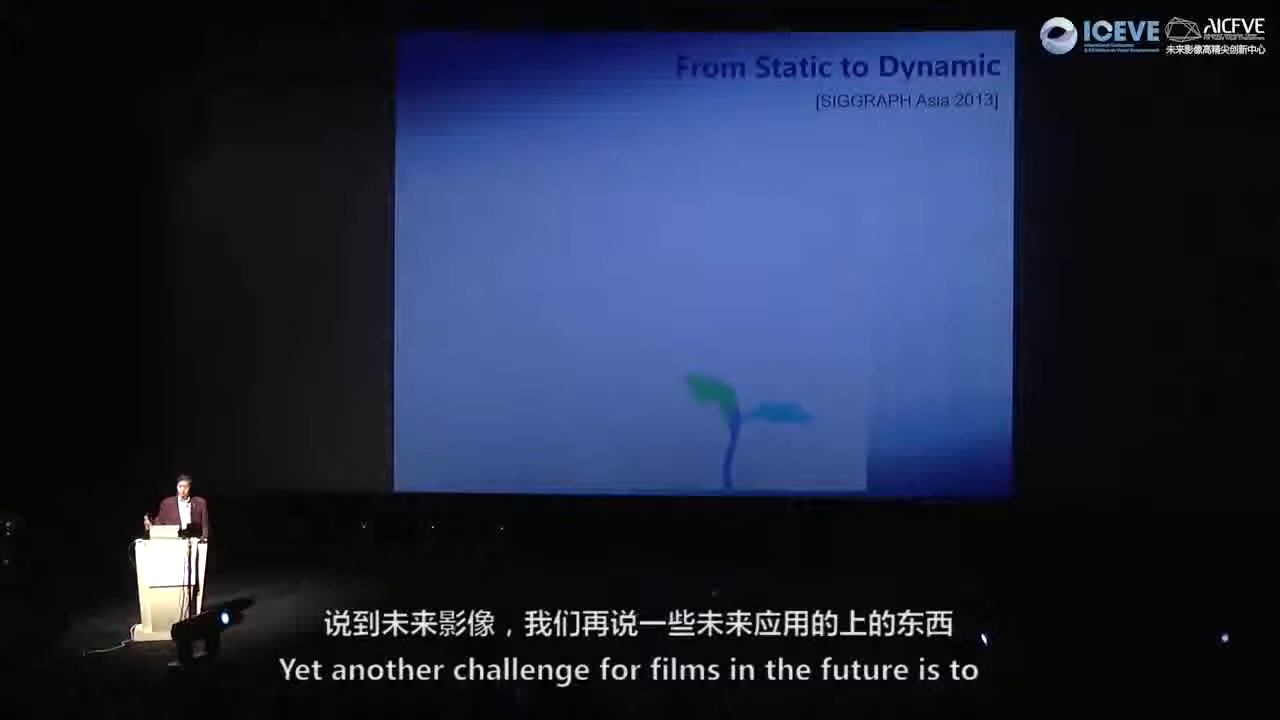 ICEVE
AICFVE
未来影像高精尖创新中心
From Static to Dynamic
[SIGGRAPH Asia 2013]
说到未来影像，我们再说一些未来应用的上的东西
Yet another challenge for films in the future is to